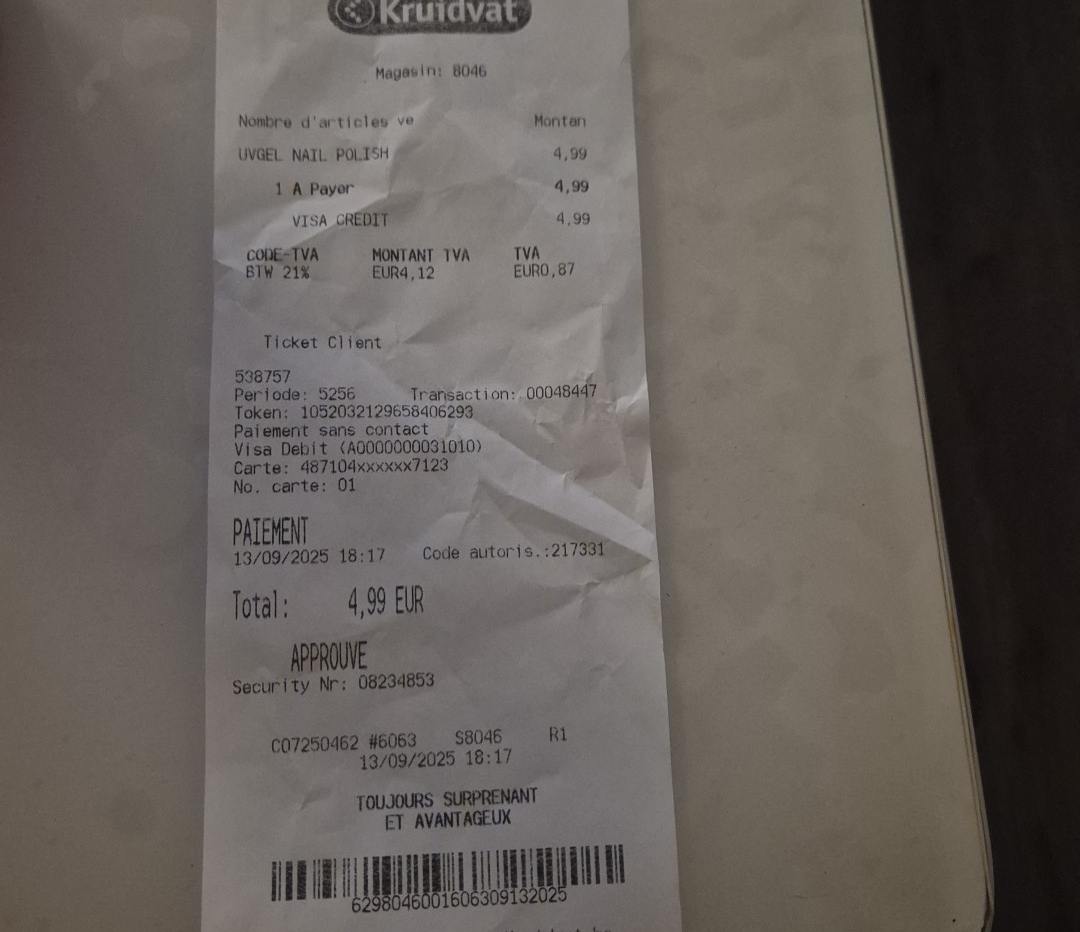 Kruidvat
Magasin: 8046
Nombre d'articles ve Montan
UVGEL NAIL POLISH 4,99
1 A Payer 4,99
VISA CREDIT 4,99
CODE-TVA MONTANT TVA TVA
BTW 21% EUR4,12 EUR0,87
Ticket Client
538757
Periode: 5256 Transaction: 00048447
Token: 1052032129658406293
Paiement sans contact
Visa Debit (A0000000031010)
Carte: 487104xxxxxx7123
No. carte: 01
PAIEMENT
13/09/2025 18:17 Code autoris.:217331
Total: 4,99 EUR
APPROUVE
Security Nr: 08234853
C07250462 #6063 S8046 R1
13/09/2025 18:17
TOUJOURS SURPRENANT
ET AVANTAGEUX
6298046001606309132025